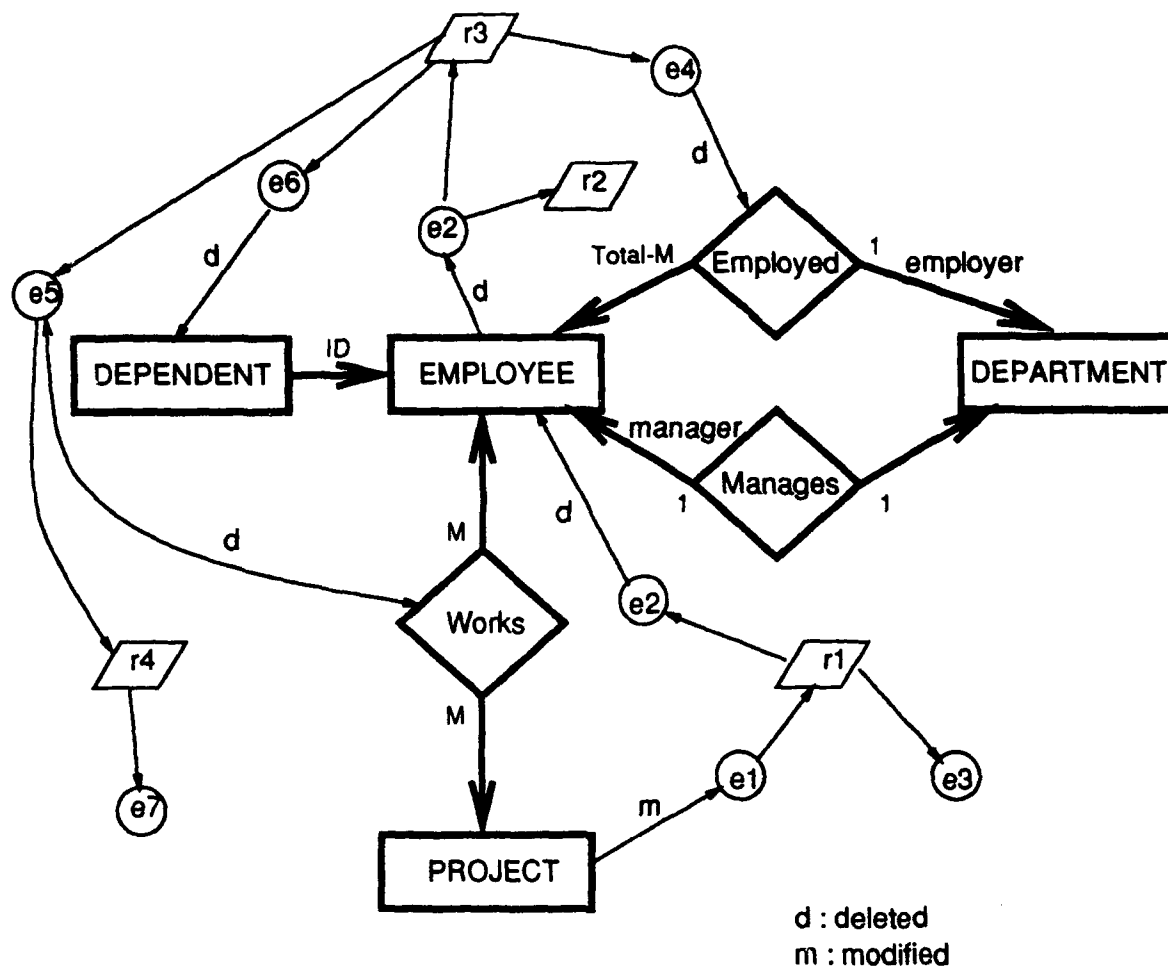 r3
e4
d
e6
r2
e2
d
Total-M
Employed
1
employer
e5
d
DEPENDENT
ID
EMPLOYEE
DEPARTMENT
manager
Manages
1
1
d
M
d
e2
Works
r4
r1
M
e1
e3
e7
m
PROJECT
d : deleted
m : modified